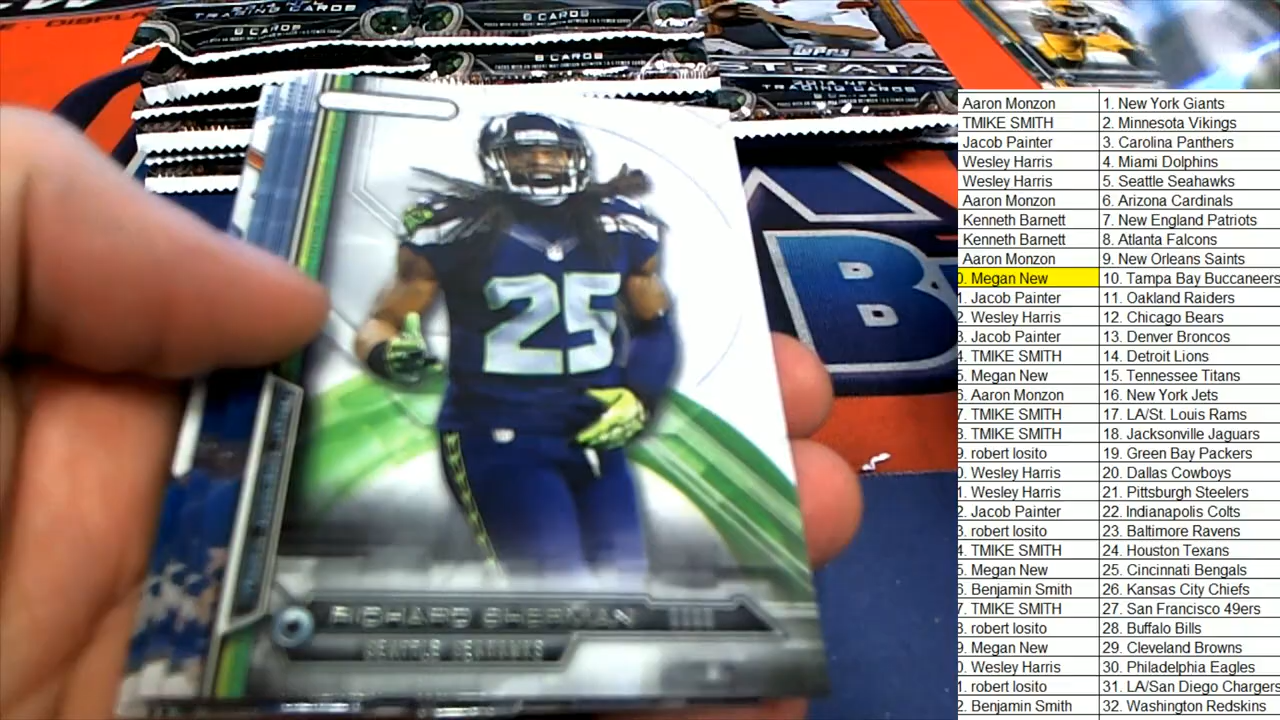 DISPLA
TRADING CARDS
8 CARDS
8 CARDS
8 CARDS
TOPPS
STRATA
TRADING CARDS
B
25
RICHARD SHERMAN
SEATTLE SEAHAWKS
Aaron Monzon 1. New York Giants
TMIKE SMITH 2. Minnesota Vikings
Jacob Painter 3. Carolina Panthers
Wesley Harris 4. Miami Dolphins
Wesley Harris 5. Seattle Seahawks
Aaron Monzon 6. Arizona Cardinals
Kenneth Barnett 7. New England Patriots
Kenneth Barnett 8. Atlanta Falcons
Aaron Monzon 9. New Orleans Saints
0. Megan New 10. Tampa Bay Buccaneers
1. Jacob Painter 11. Oakland Raiders
2. Wesley Harris 12. Chicago Bears
3. Jacob Painter 13. Denver Broncos
4. TMIKE SMITH 14. Detroit Lions
5. Megan New 15. Tennessee Titans
6. Aaron Monzon 16. New York Jets
7. TMIKE SMITH 17. LA/St. Louis Rams
8. TMIKE SMITH 18. Jacksonville Jaguars
9. robert losito 19. Green Bay Packers
0. Wesley Harris 20. Dallas Cowboys
1. Wesley Harris 21. Pittsburgh Steelers
2. Jacob Painter 22. Indianapolis Colts
3. robert losito 23. Baltimore Ravens
4. TMIKE SMITH 24. Houston Texans
5. Megan New 25. Cincinnati Bengals
6. Benjamin Smith 26. Kansas City Chiefs
7. TMIKE SMITH 27. San Francisco 49ers
8. robert losito 28. Buffalo Bills
9. Megan New 29. Cleveland Browns
0. Wesley Harris 30. Philadelphia Eagles
1. robert losito 31. LA/San Diego Chargers
2. Benjamin Smith 32. Washington Redskins